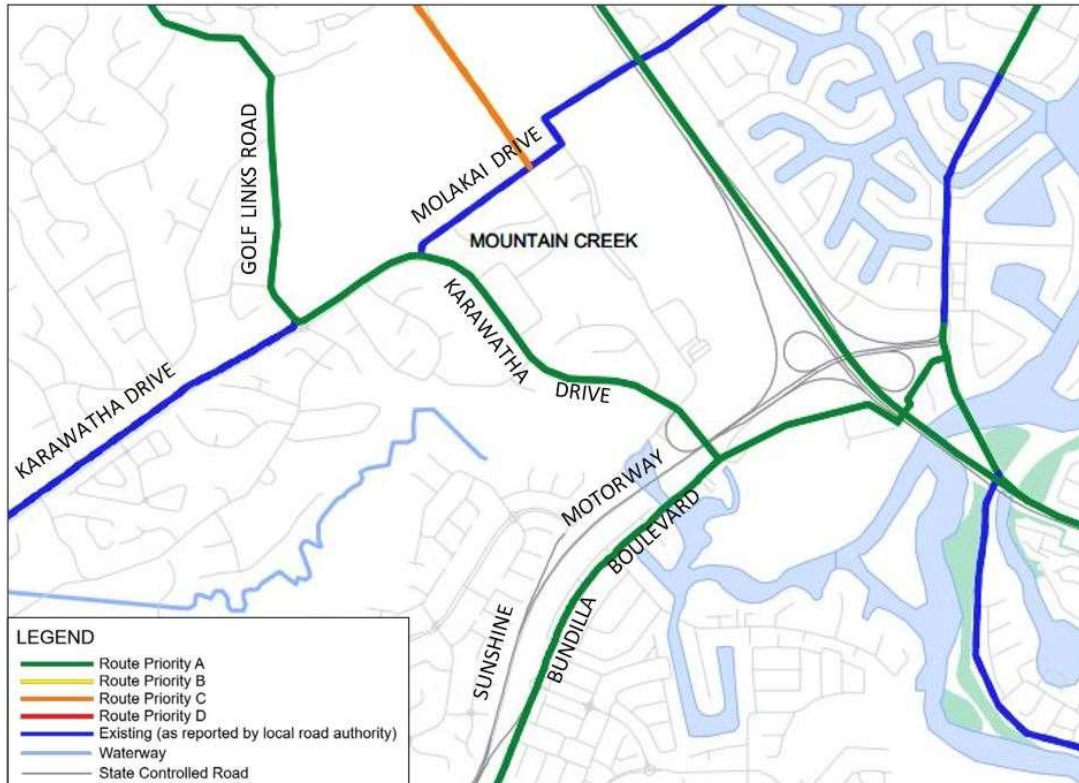 GOLF LINKS ROAD
MOLAKAI DRIVE
MOUNTAIN CREEK
KARAWATHA
DRIVE
KARAWATHA DRIVE
MOTORWAY
SUNSHINE
BOULEVARD
BUNDILLA
LEGEND
Route Priority A
Route Priority B
Route Priority C
Route Priority D
Existing (as reported by local road authority)
Waterway
State Controlled Road